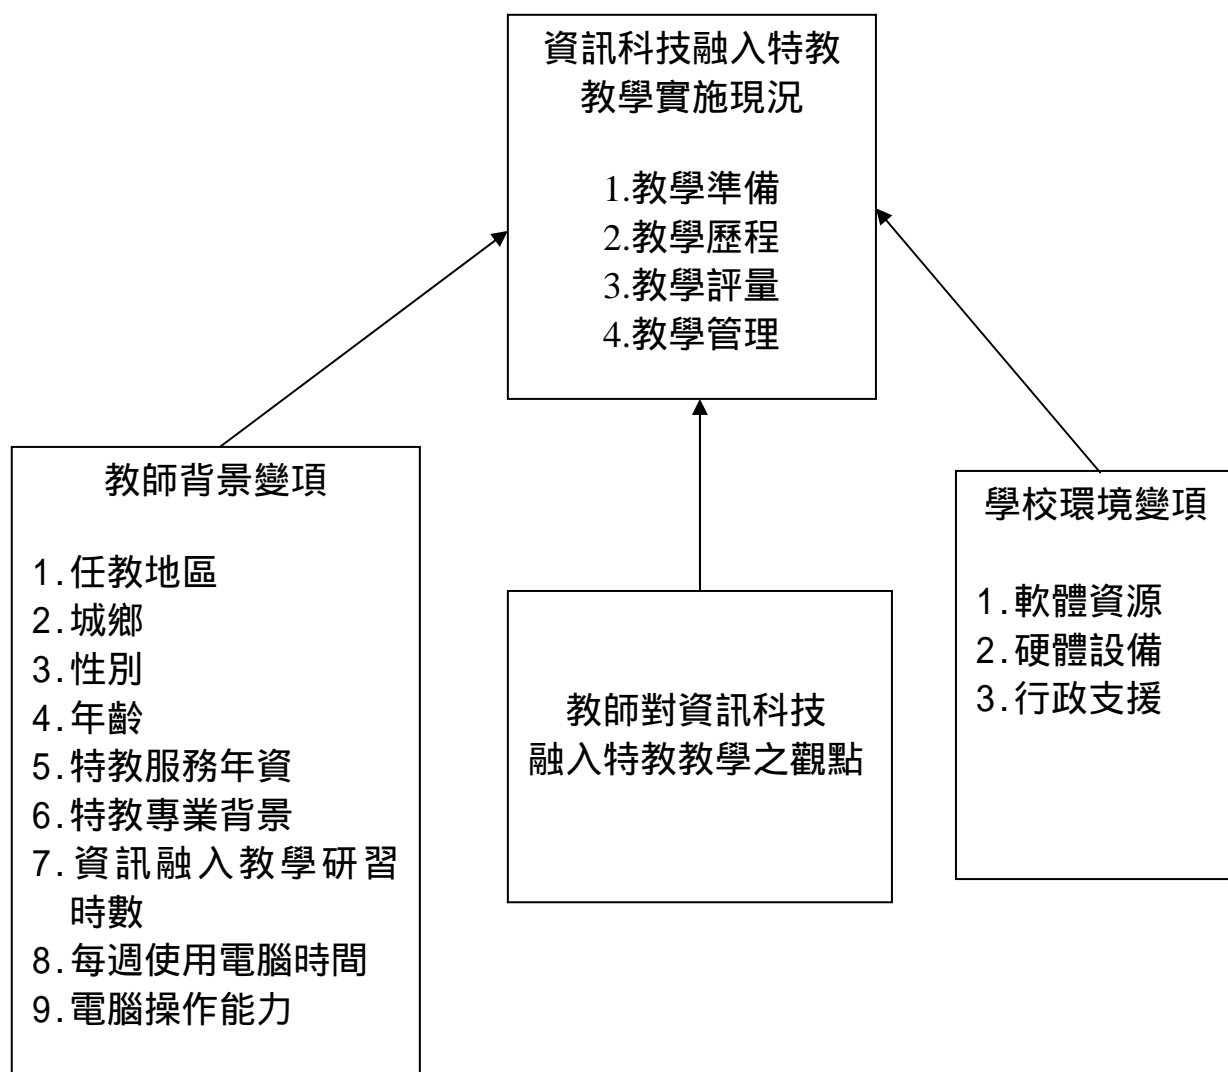 資訊科技融入特教
教學實施現況
1.教學準備
2.教學歷程
3.教學評量
4.教學管理
教師背景變項
1.任教地區
2.城鄉
3.性別
4.年齡
5.特教服務年資
6.特教專業背景
7.資訊融入教學研習
時數
8.每週使用電腦時間
9.電腦操作能力
教師對資訊科技
融入特教教學之觀點
學校環境變項
1.軟體資源
2.硬體設備
3.行政支援